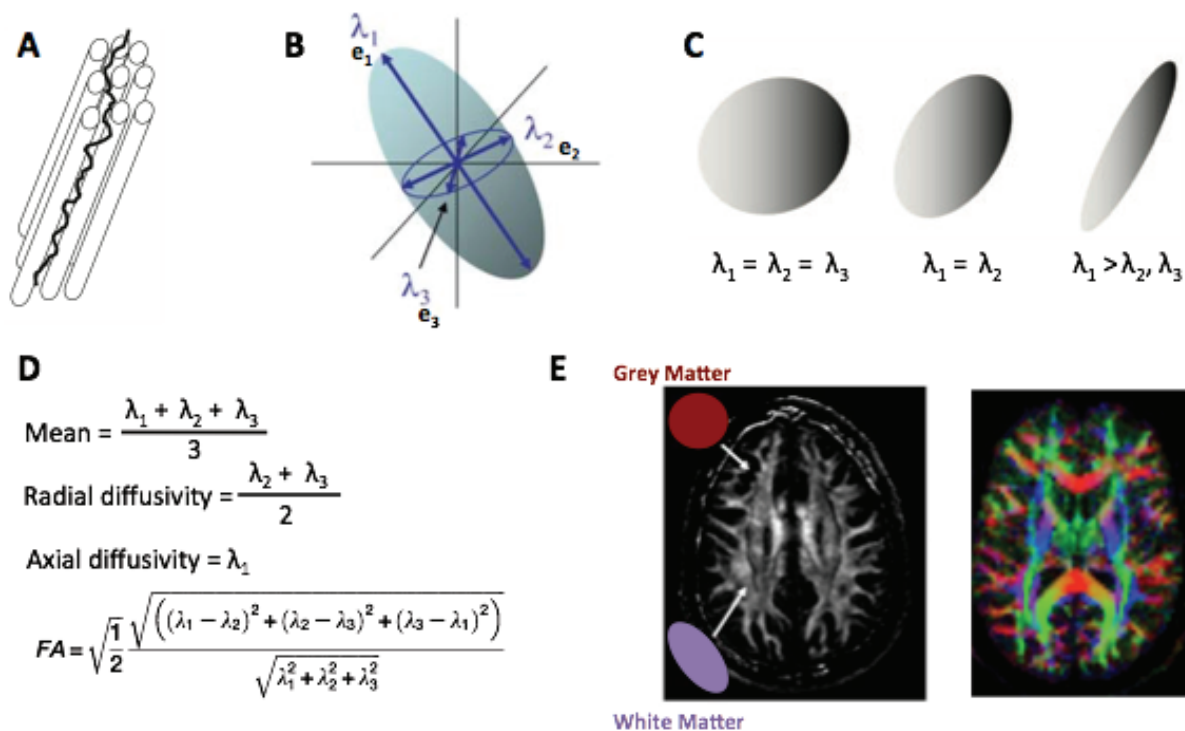 A
B
λ₁
e₁
λ₂
e₂
λ₃
e₃
C
λ₁ = λ₂ = λ₃
λ₁ = λ₂
λ₁ >λ₂, λ₃
D
Mean = (λ₁ + λ₂ + λ₃) / 3
Radial diffusivity = (λ₂ + λ₃) / 2
Axial diffusivity = λ₁
FA = √(1/2) √(((λ₁ − λ₂)² + (λ₂ − λ₃)² + (λ₃ − λ₁)²)) / √(λ₁² + λ₂² + λ₃²)
E
Grey Matter
White Matter